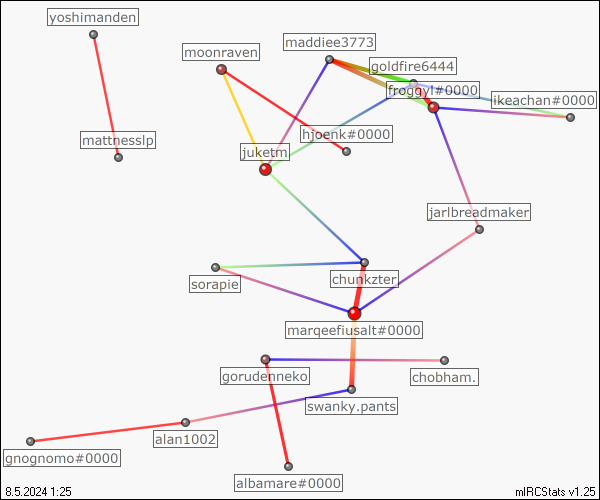 yoshimanden
maddiee3773
moonraven
goldfire6444
froggyl#0000
ikeachan#0000
hjoenk#0000
mattnesslp
juketm
jarlbreadmaker
chunkzter
sorapie
marqeefiusalt#0000
gorudenneko
chobham.
swanky.pants
alan1002
gnognomo#0000
albamare#0000
8.5.2024 1:25
mIRCStats v1.25